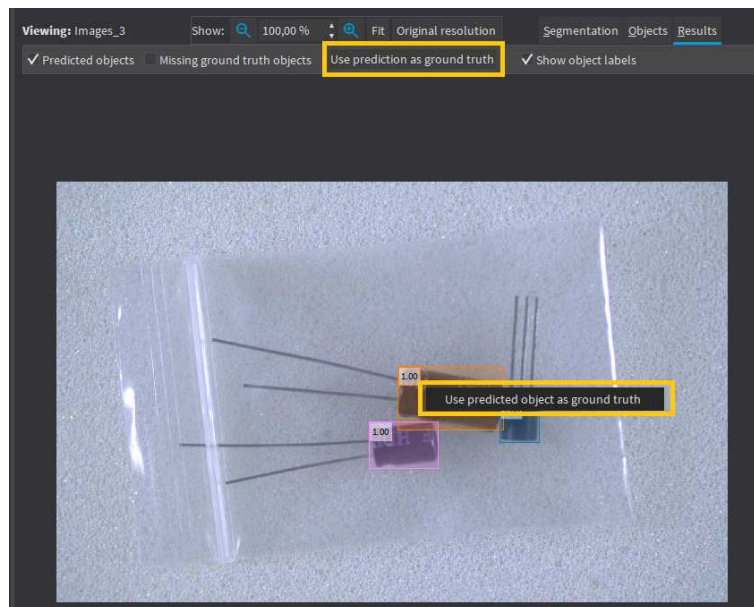 Viewing: Images_3 Show: 100,00 % Fit Original resolution Segmentation Objects Results
Predicted objects Missing ground truth objects Use prediction as ground truth Show object labels
1.00
Use predicted object as ground truth
1.00